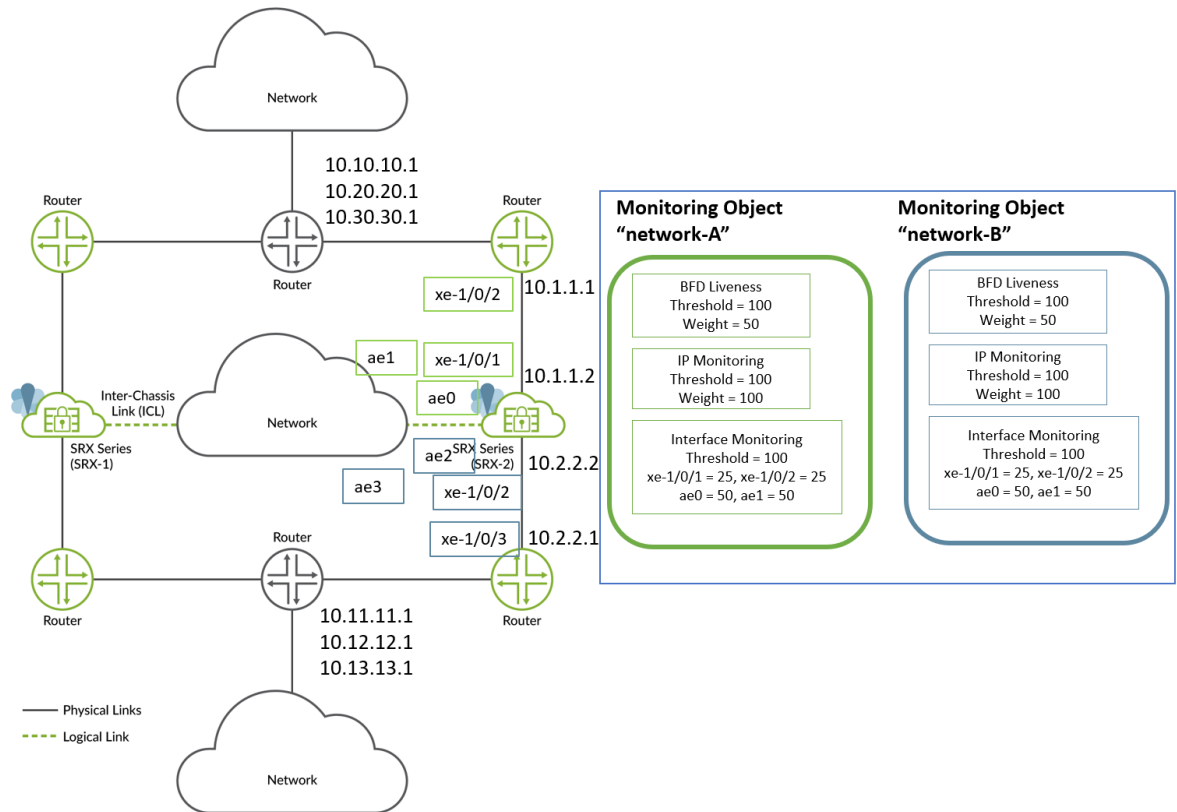 Network
10.10.10.1
10.20.20.1
10.30.30.1
Router
Router
Router
xe-1/0/2
10.1.1.1
ae1
xe-1/0/1
10.1.1.2
ae0
Inter-Chassis
Link (ICL)
Network
SRX Series
(SRX-1)
ae2
SRX Series
(SRX-2)
10.2.2.2
ae3
xe-1/0/2
xe-1/0/3
10.2.2.1
Router
Router
Router
10.11.11.1
10.12.12.1
10.13.13.1
Physical Links
Logical Link
Network
Monitoring Object
“network-A”
BFD Liveness
Threshold = 100
Weight = 50
IP Monitoring
Threshold = 100
Weight = 100
Interface Monitoring
Threshold = 100
xe-1/0/1 = 25, xe-1/0/2 = 25
ae0 = 50, ae1 = 50
Monitoring Object
“network-B”
BFD Liveness
Threshold = 100
Weight = 50
IP Monitoring
Threshold = 100
Weight = 100
Interface Monitoring
Threshold = 100
xe-1/0/1 = 25, xe-1/0/2 = 25
ae0 = 50, ae1 = 50